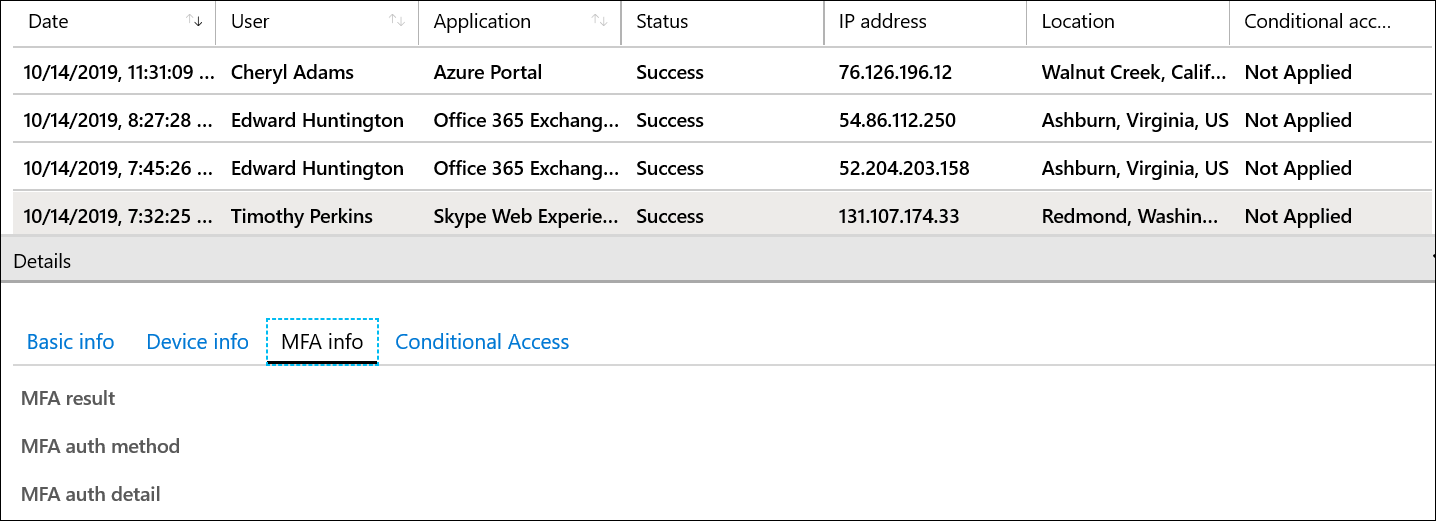 Date User Application Status IP address Location Conditional acc...
10/14/2019, 11:31:09 ... Cheryl Adams Azure Portal Success 76.126.196.12 Walnut Creek, Calif... Not Applied
10/14/2019, 8:27:28 ... Edward Huntington Office 365 Exchang... Success 54.86.112.250 Ashburn, Virginia, US Not Applied
10/14/2019, 7:45:26 ... Edward Huntington Office 365 Exchang... Success 52.204.203.158 Ashburn, Virginia, US Not Applied
10/14/2019, 7:32:25 ... Timothy Perkins Skype Web Experie... Success 131.107.174.33 Redmond, Washin... Not Applied
Details
Basic info Device info MFA info Conditional Access
MFA result
MFA auth method
MFA auth detail